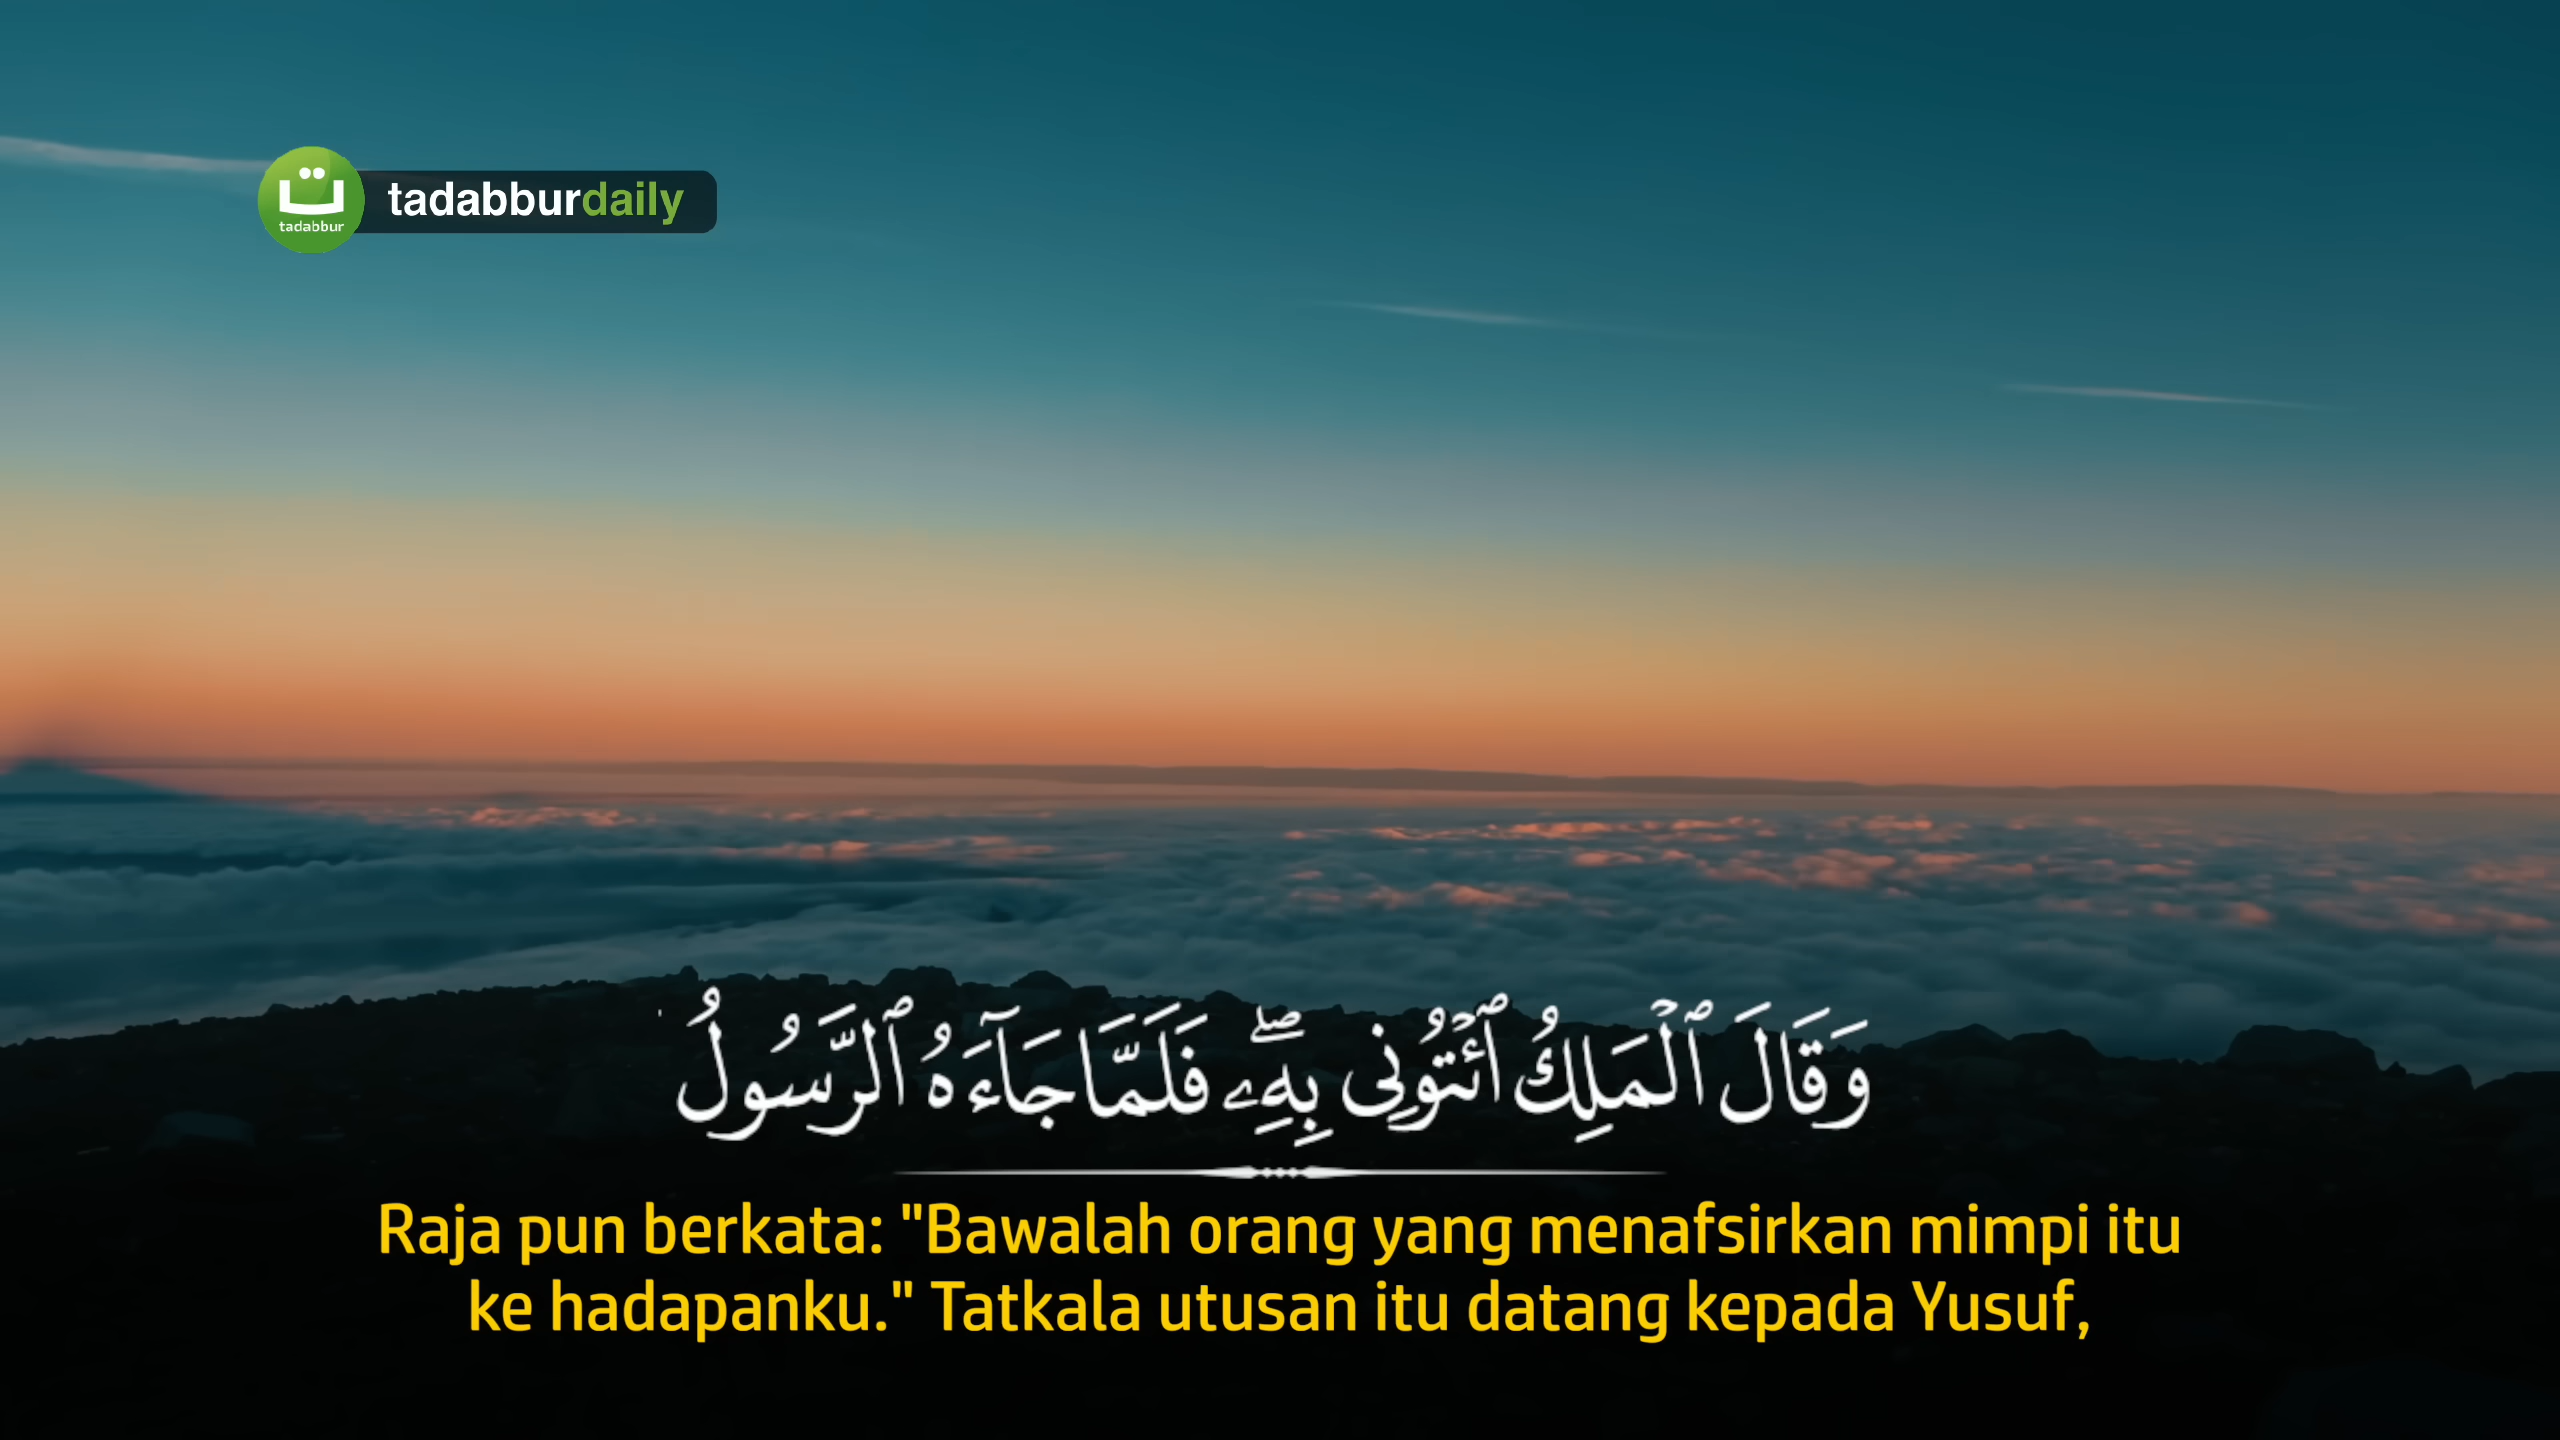 ت
tadabbur
tadabburdaily
وَقَالَ ٱلْمَلِكُ ٱئْتُونِى بِهِۦ ۖ فَلَمَّا جَآءَهُ ٱلرَّسُولُ
Raja pun berkata: "Bawalah orang yang menafsirkan mimpi itu
ke hadapanku." Tatkala utusan itu datang kepada Yusuf,